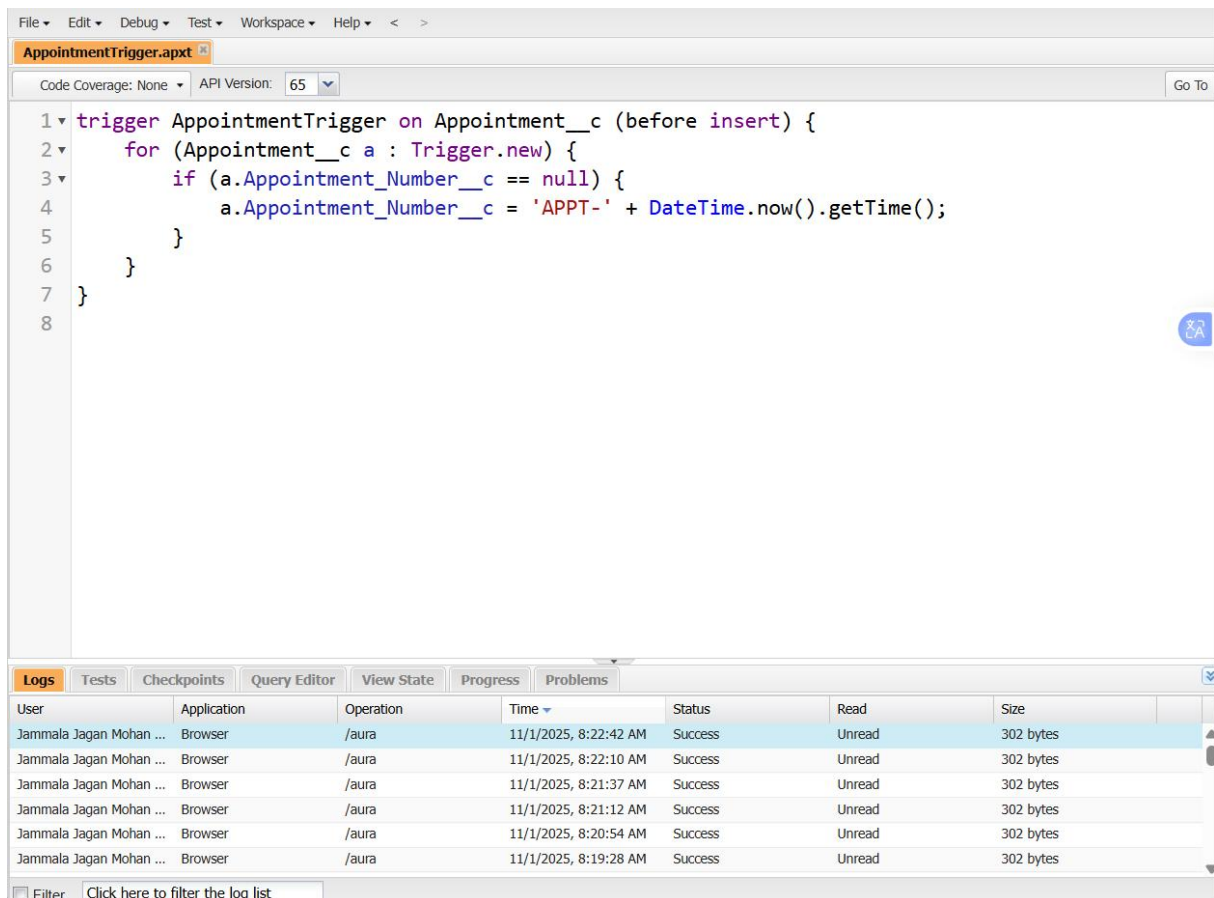 File Edit Debug Test Workspace Help < >
AppointmentTrigger.apxt
Code Coverage: None API Version: 65 Go To
1 trigger AppointmentTrigger on Appointment__c (before insert) {
2 for (Appointment__c a : Trigger.new) {
3 if (a.Appointment_Number__c == null) {
4 a.Appointment_Number__c = 'APPT-' + DateTime.now().getTime();
5 }
6 }
7 }
8
Logs Tests Checkpoints Query Editor View State Progress Problems
User Application Operation Time Status Read Size
Jammala Jagan Mohan ... Browser /aura 11/1/2025, 8:22:42 AM Success Unread 302 bytes
Jammala Jagan Mohan ... Browser /aura 11/1/2025, 8:22:10 AM Success Unread 302 bytes
Jammala Jagan Mohan ... Browser /aura 11/1/2025, 8:21:37 AM Success Unread 302 bytes
Jammala Jagan Mohan ... Browser /aura 11/1/2025, 8:21:12 AM Success Unread 302 bytes
Jammala Jagan Mohan ... Browser /aura 11/1/2025, 8:20:54 AM Success Unread 302 bytes
Jammala Jagan Mohan ... Browser /aura 11/1/2025, 8:19:28 AM Success Unread 302 bytes
Filter Click here to filter the log list